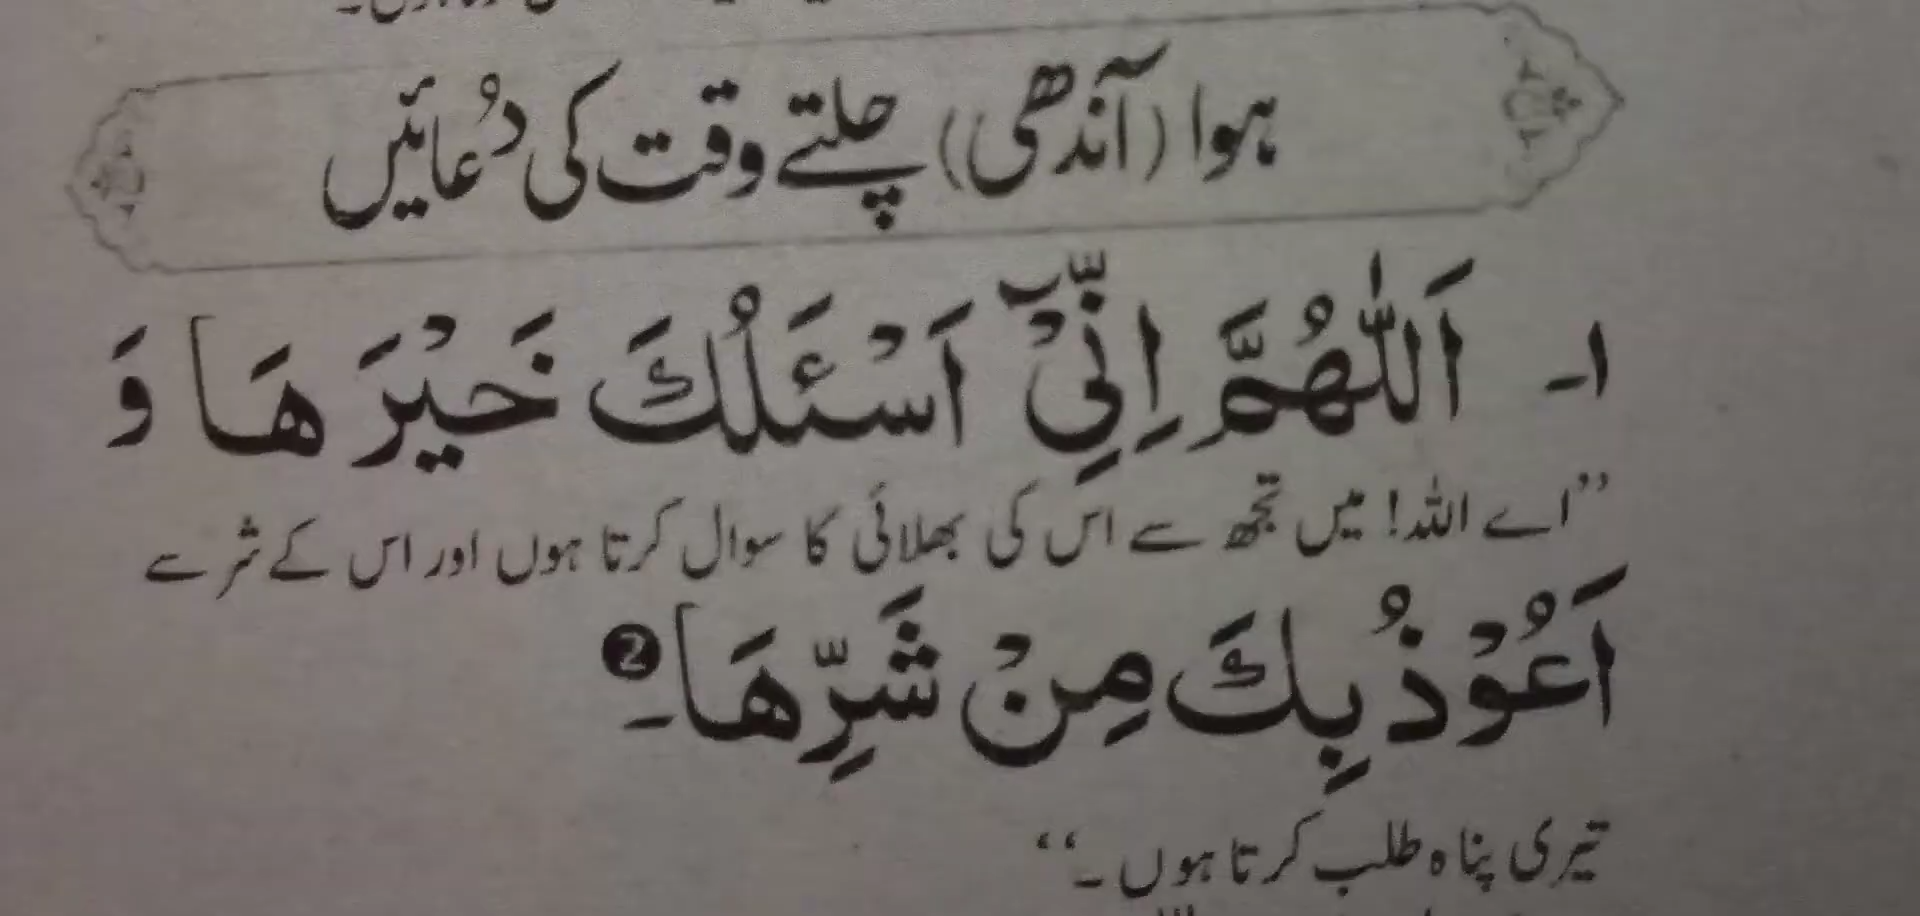 ہوا (آندھی) چلتے وقت کی دُعائیں
۱۔ اَللّٰهُمَّ اِنِّیْۤ اَسْئَلُكَ خَیْرَهَا وَ
”اے اللہ! میں تجھ سے اس کی بھلائی کا سوال کرتا ہوں اور اس کے شر سے
اَعُوْذُ بِكَ مِنْ شَرِّهَا۔ ❷
تیری پناہ طلب کرتا ہوں۔“